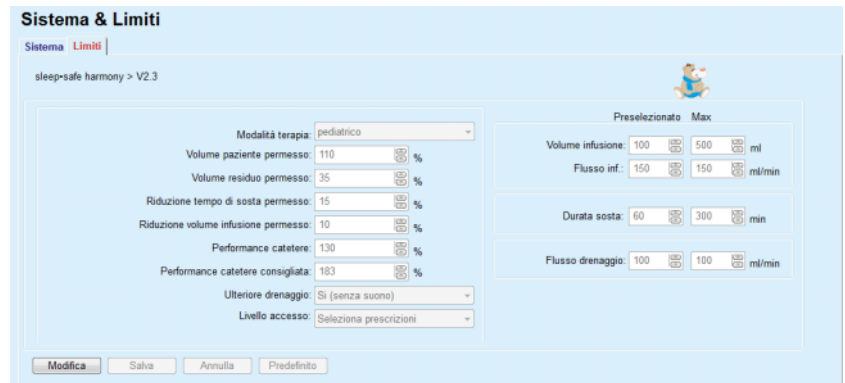 Sistema & Limiti
Sistema Limiti
sleep•safe harmony > V2.3
Modalità terapia: pediatrico
Volume paziente permesso: 110 %
Volume residuo permesso: 35 %
Riduzione tempo di sosta permesso: 15 %
Riduzione volume infusione permesso: 10 %
Performance catetere: 130 %
Performance catetere consigliata: 183 %
Ulteriore drenaggio: Si (senza suono)
Livello accesso: Seleziona prescrizioni
Preselezionato Max
Volume infusione: 100 500 ml
Flusso inf.: 150 150 ml/min
Durata sosta: 60 300 min
Flusso drenaggio: 100 100 ml/min
Modifica Salva Annulla Predefinito